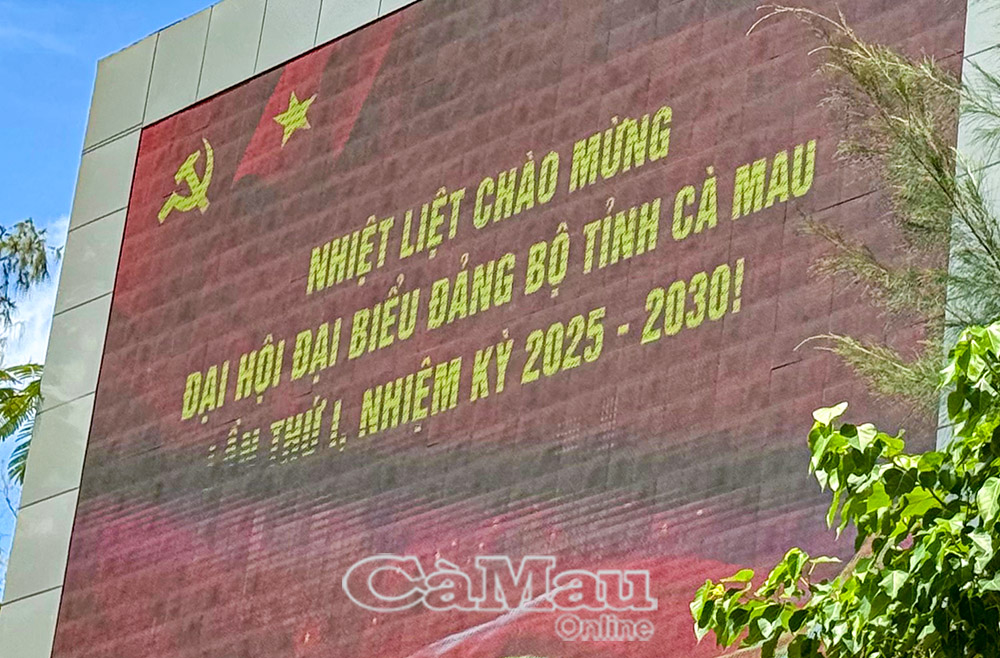 NHIỆT LIỆT CHÀO MỪNG
ĐẠI HỘI ĐẠI BIỂU ĐẢNG BỘ TỈNH CÀ MAU
LẦN THỨ I, NHIỆM KỲ 2025 - 2030!
CàMau
Online